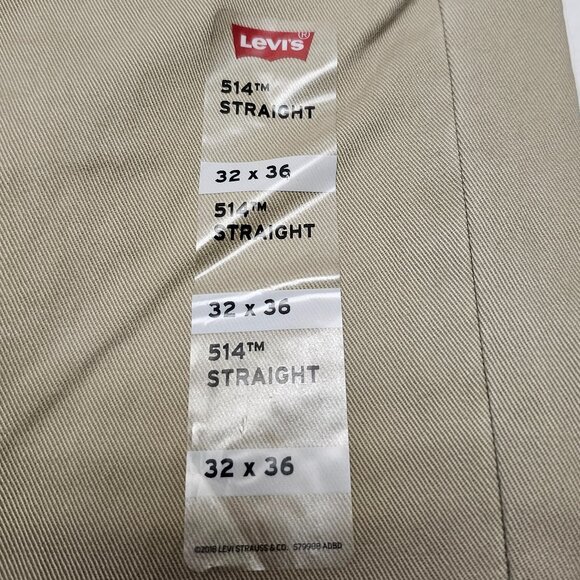 Levi's®
514™
STRAIGHT
32 x 36
514™
STRAIGHT
32 x 36
514™
STRAIGHT
32 x 36
©2018 LEVI STRAUSS & CO. 579998 ADBD